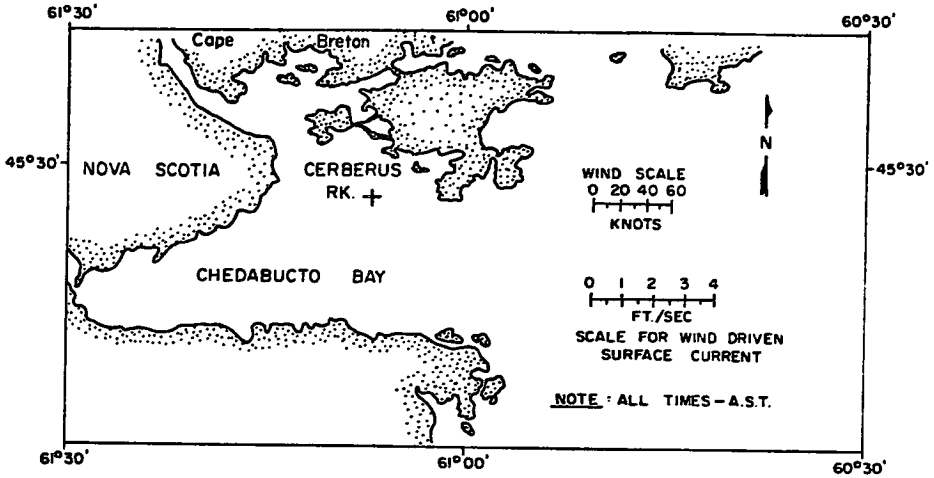 61°30'
61°00'
60°30'
Cape Breton
N
45°30'
NOVA SCOTIA
CERBERUS
RK.
WIND SCALE
0 20 40 60
KNOTS
45°30'
CHEDABUCTO BAY
0 1 2 3 4
FT./SEC
SCALE FOR WIND DRIVEN
SURFACE CURRENT
NOTE : ALL TIMES – A.S.T.
61°30'
61°00'
60°30'